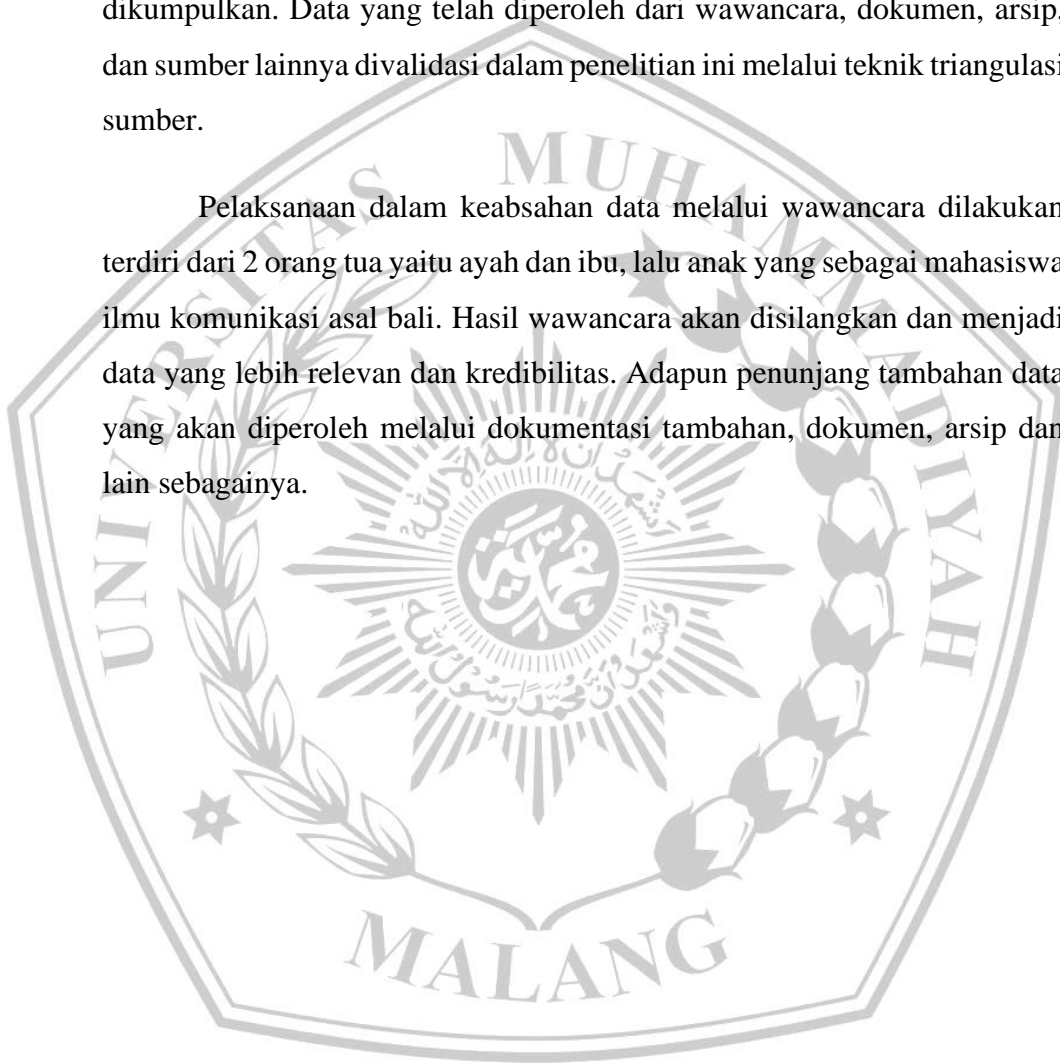 dikumpulkan. Data yang telah diperoleh dari wawancara, dokumen, arsip,
dan sumber lainnya divalidasi dalam penelitian ini melalui teknik triangulasi
sumber.
Pelaksanaan dalam keabsahan data melalui wawancara dilakukan
terdiri dari 2 orang tua yaitu ayah dan ibu, lalu anak yang sebagai mahasiswa
ilmu komunikasi asal bali. Hasil wawancara akan disilangkan dan menjadi
data yang lebih relevan dan kredibilitas. Adapun penunjang tambahan data
yang akan diperoleh melalui dokumentasi tambahan, dokumen, arsip dan
lain sebagainya.
UNIVERSITAS MUHAMMADIYAH
MALANG